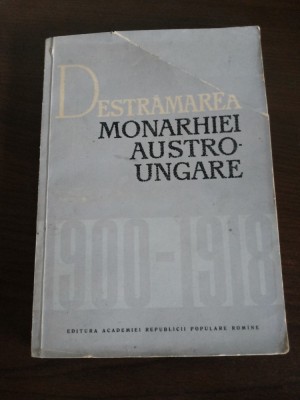 DESTRĂMAREA
MONARHIEI
AUSTRO-
UNGARE
1900-1918
EDITURA ACADEMIEI REPUBLICII POPULARE ROMÎNE